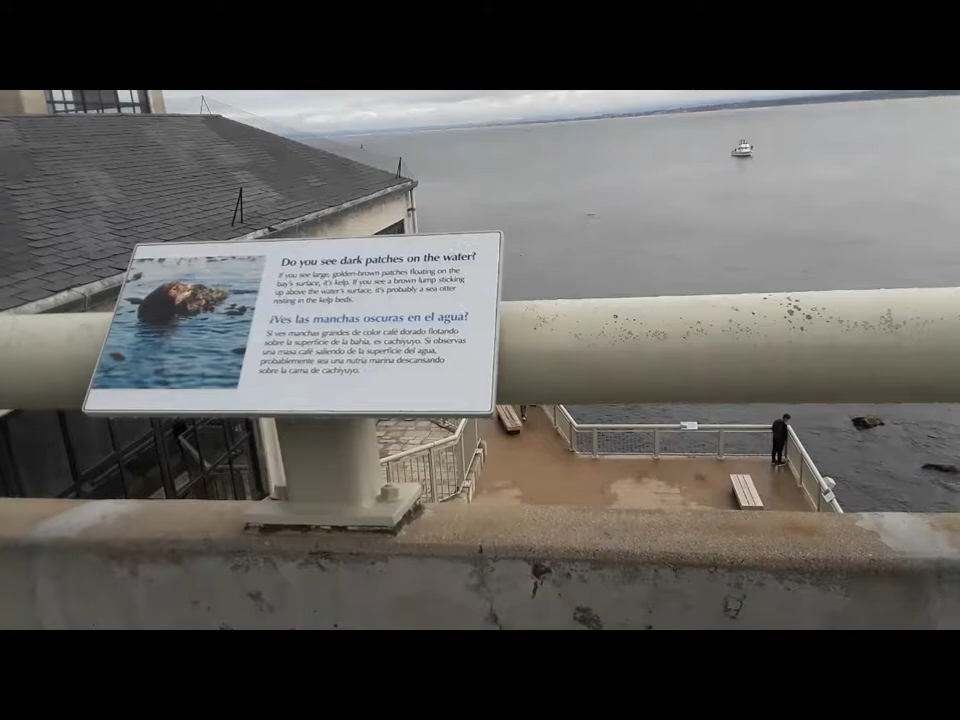 Do you see dark patches on the water?
If you see large, golden-brown patches floating on the
bay's surface, it's kelp. If you see a brown lump sticking
up above the water's surface, it's probably a sea otter
resting in the kelp beds.
¿Ves las manchas oscuras en el agua?
Si ves manchas grandes de color café dorado flotando
sobre la superficie de la bahía, es cachiyuyo. Si observas
una masa café saliendo de la superficie del agua,
probablemente sea una nutria marina descansando
sobre la cama de cachiyuyo.